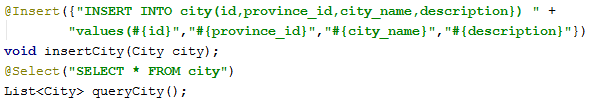 @Insert({"INSERT INTO city(id,province_id,city_name,description}) " +
"values(#{id}","#{province_id}","#{city_name}","#{description}"})
void insertCity(City city);
@Select("SELECT * FROM city")
List<City> queryCity();